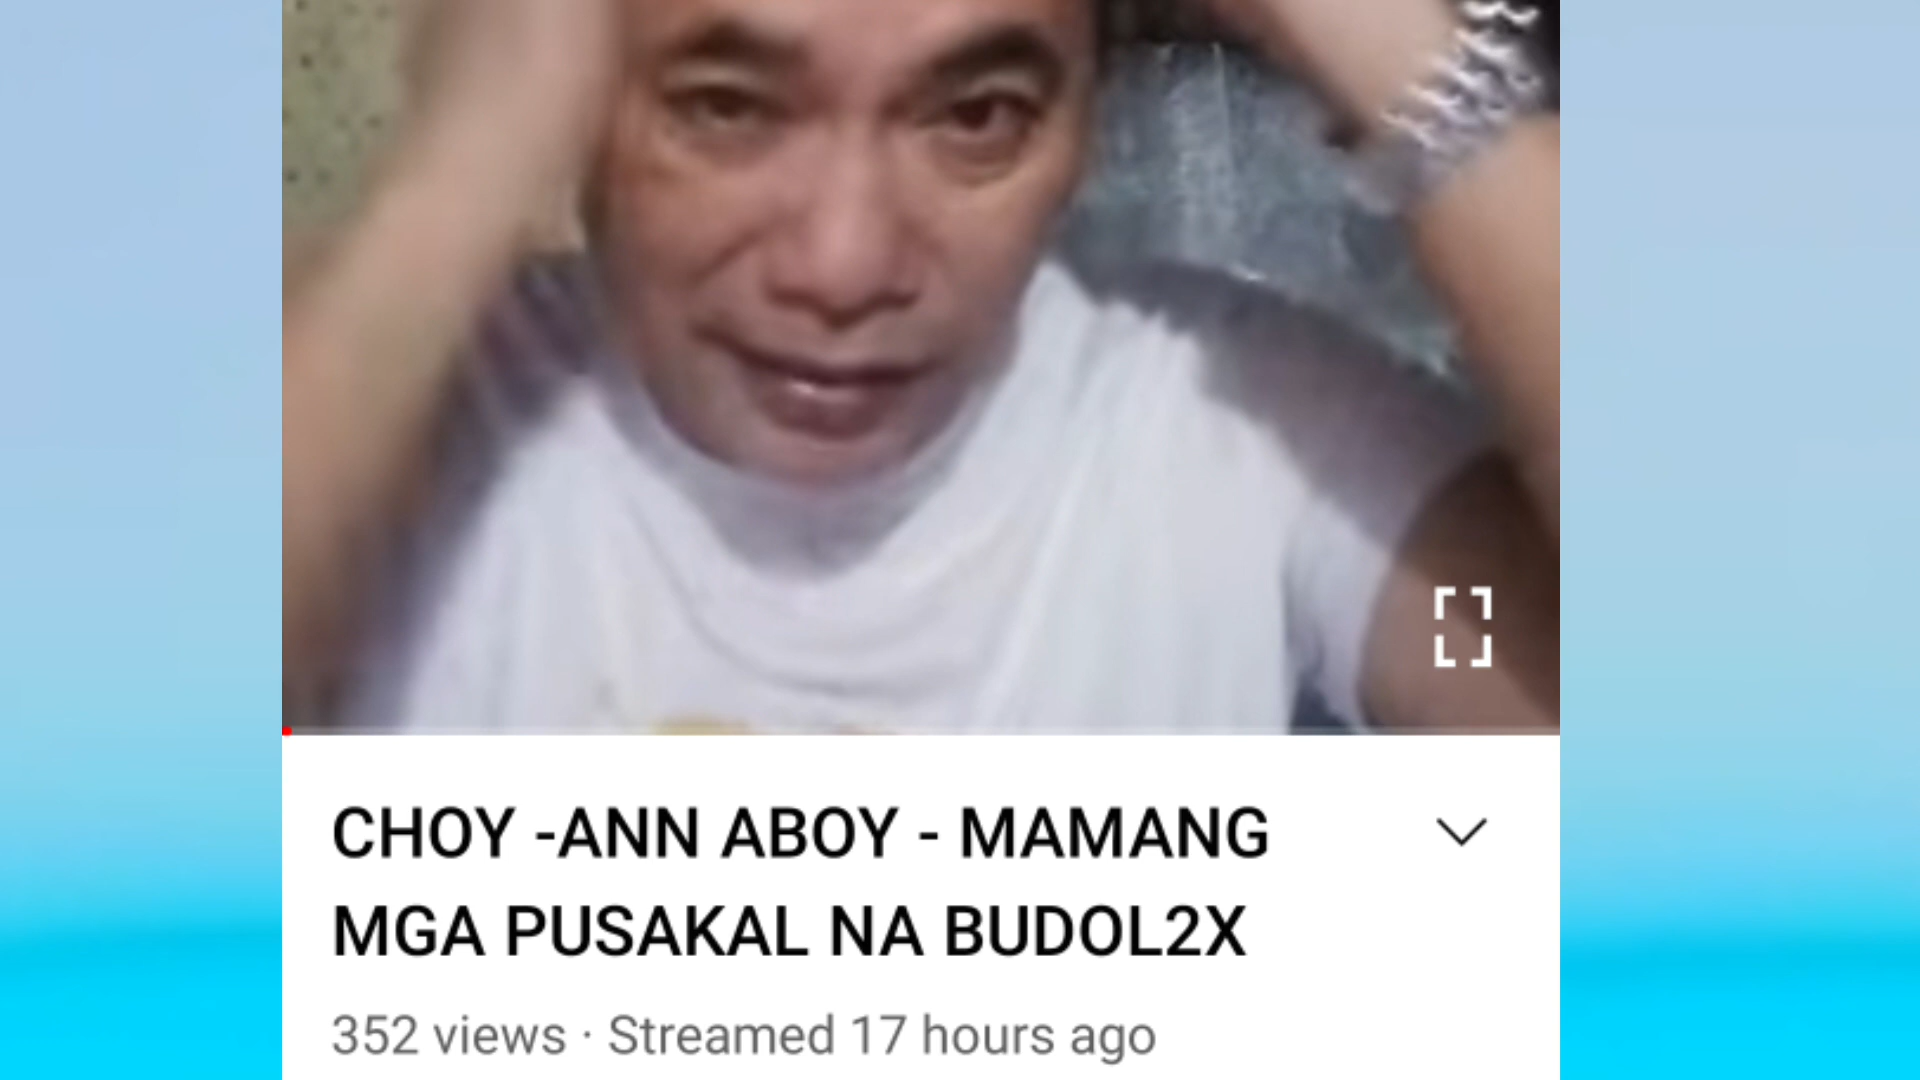 CHOY -ANN ABOY - MAMANG
MGA PUSAKAL NA BUDOL2X
352 views · Streamed 17 hours ago